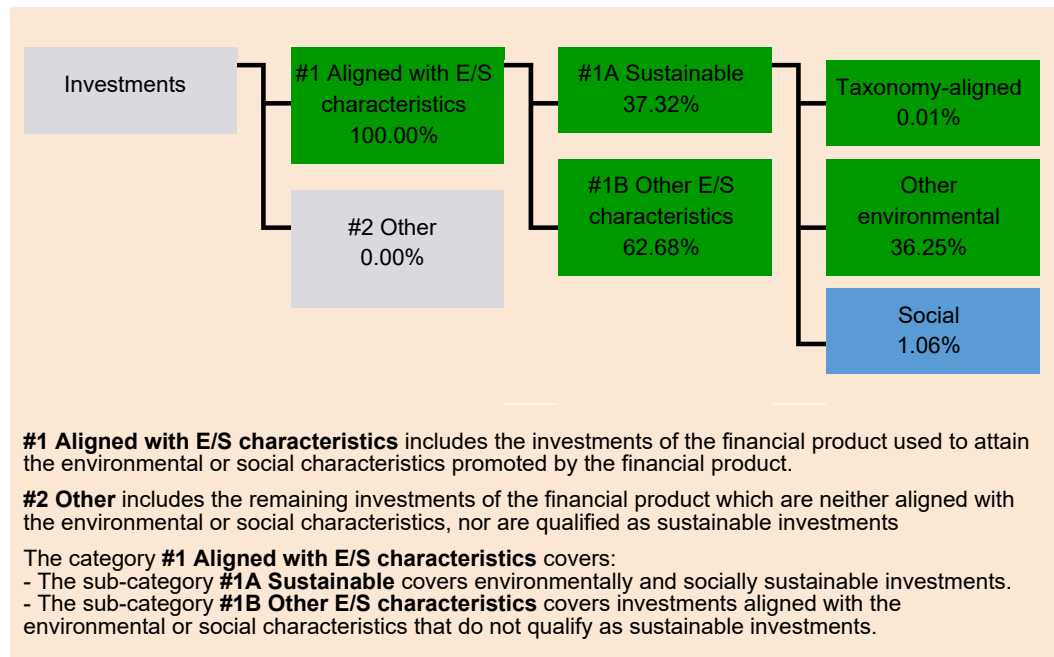 Investments
#1 Aligned with E/S
characteristics
100.00%
#2 Other
0.00%
#1A Sustainable
37.32%
#1B Other E/S
characteristics
62.68%
Taxonomy-aligned
0.01%
Other
environmental
36.25%
Social
1.06%
#1 Aligned with E/S characteristics includes the investments of the financial product used to attain
the environmental or social characteristics promoted by the financial product.
#2 Other includes the remaining investments of the financial product which are neither aligned with
the environmental or social characteristics, nor are qualified as sustainable investments
The category #1 Aligned with E/S characteristics covers:
- The sub-category #1A Sustainable covers environmentally and socially sustainable investments.
- The sub-category #1B Other E/S characteristics covers investments aligned with the
environmental or social characteristics that do not qualify as sustainable investments.